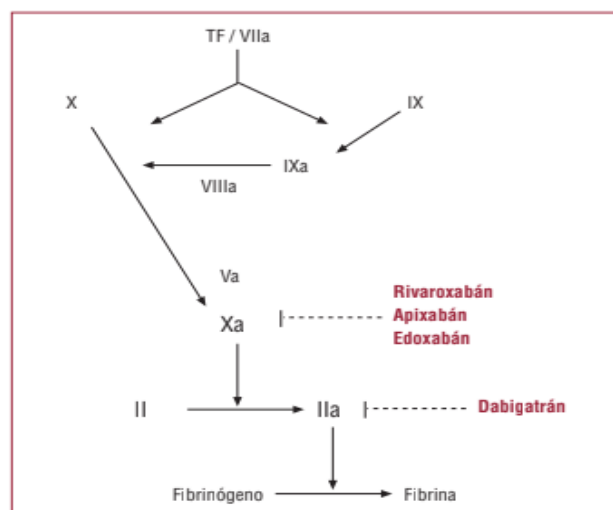 TF / VIIa
X
IX
IXa
VIIIa
Va
Xa
Rivaroxabán
Apixabán
Edoxabán
II
IIa
Dabigatrán
Fibrinógeno
Fibrina